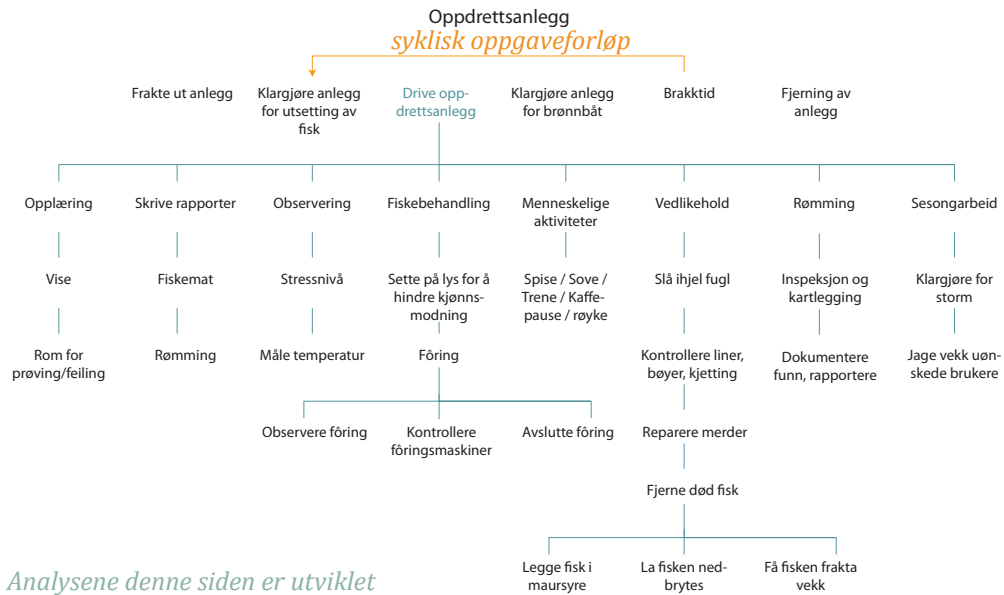 Oppdrettsanlegg
syklisk oppgaveforløp
Frakte ut anlegg
Klargjøre anlegg
for utsetting av
fisk
Drive opp-
drettsanlegg
Klargjøre anlegg
for brønnbåt
Brakktid
Fjerning av
anlegg
Opplæring
Skrive rapporter
Observering
Fiskebehandling
Menneskelige
aktiviteter
Vedlikehold
Rømming
Sesongarbeid
Vise
Fiskemat
Stressnivå
Sette på lys for å
hindre kjønns-
modning
Spise / Sove /
Trene / Kaffe-
pause / røyke
Slå ihjel fugl
Inspeksjon og
kartlegging
Klargjøre for
storm
Rom for
prøving/feiling
Rømming
Måle temperatur
Fôring
Kontrollere liner,
bøyer, kjetting
Dokumentere
funn, rapportere
Jage vekk uøn-
skede brukere
Observere fôring
Kontrollere
fôringsmaskiner
Avslutte fôring
Reparere merder
Fjerne død fisk
Legge fisk i
maursyre
La fisken ned-
brytes
Få fisken frakta
vekk
Analysene denne siden er utviklet